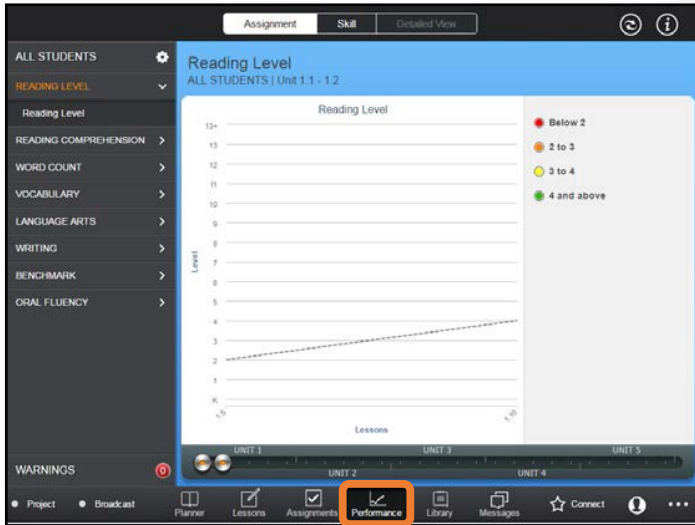 Assignment Skill Detailed View
ALL STUDENTS
READING LEVEL
Reading Level
READING COMPREHENSION
WORD COUNT
VOCABULARY
LANGUAGE ARTS
WRITING
BENCHMARK
ORAL FLUENCY
WARNINGS 0
Reading Level
ALL STUDENTS | Unit 1.1 - 1.2
Reading Level
13+
13
12
11
10
9
8
7
6
5
4
3
2
1
K
Level
1.5 1.10
Lessons
Below 2
2 to 3
3 to 4
4 and above
UNIT 1 UNIT 3 UNIT 5
UNIT 2 UNIT 4
Project Broadcast Planner Lessons Assignments Performance Library Messages Connect